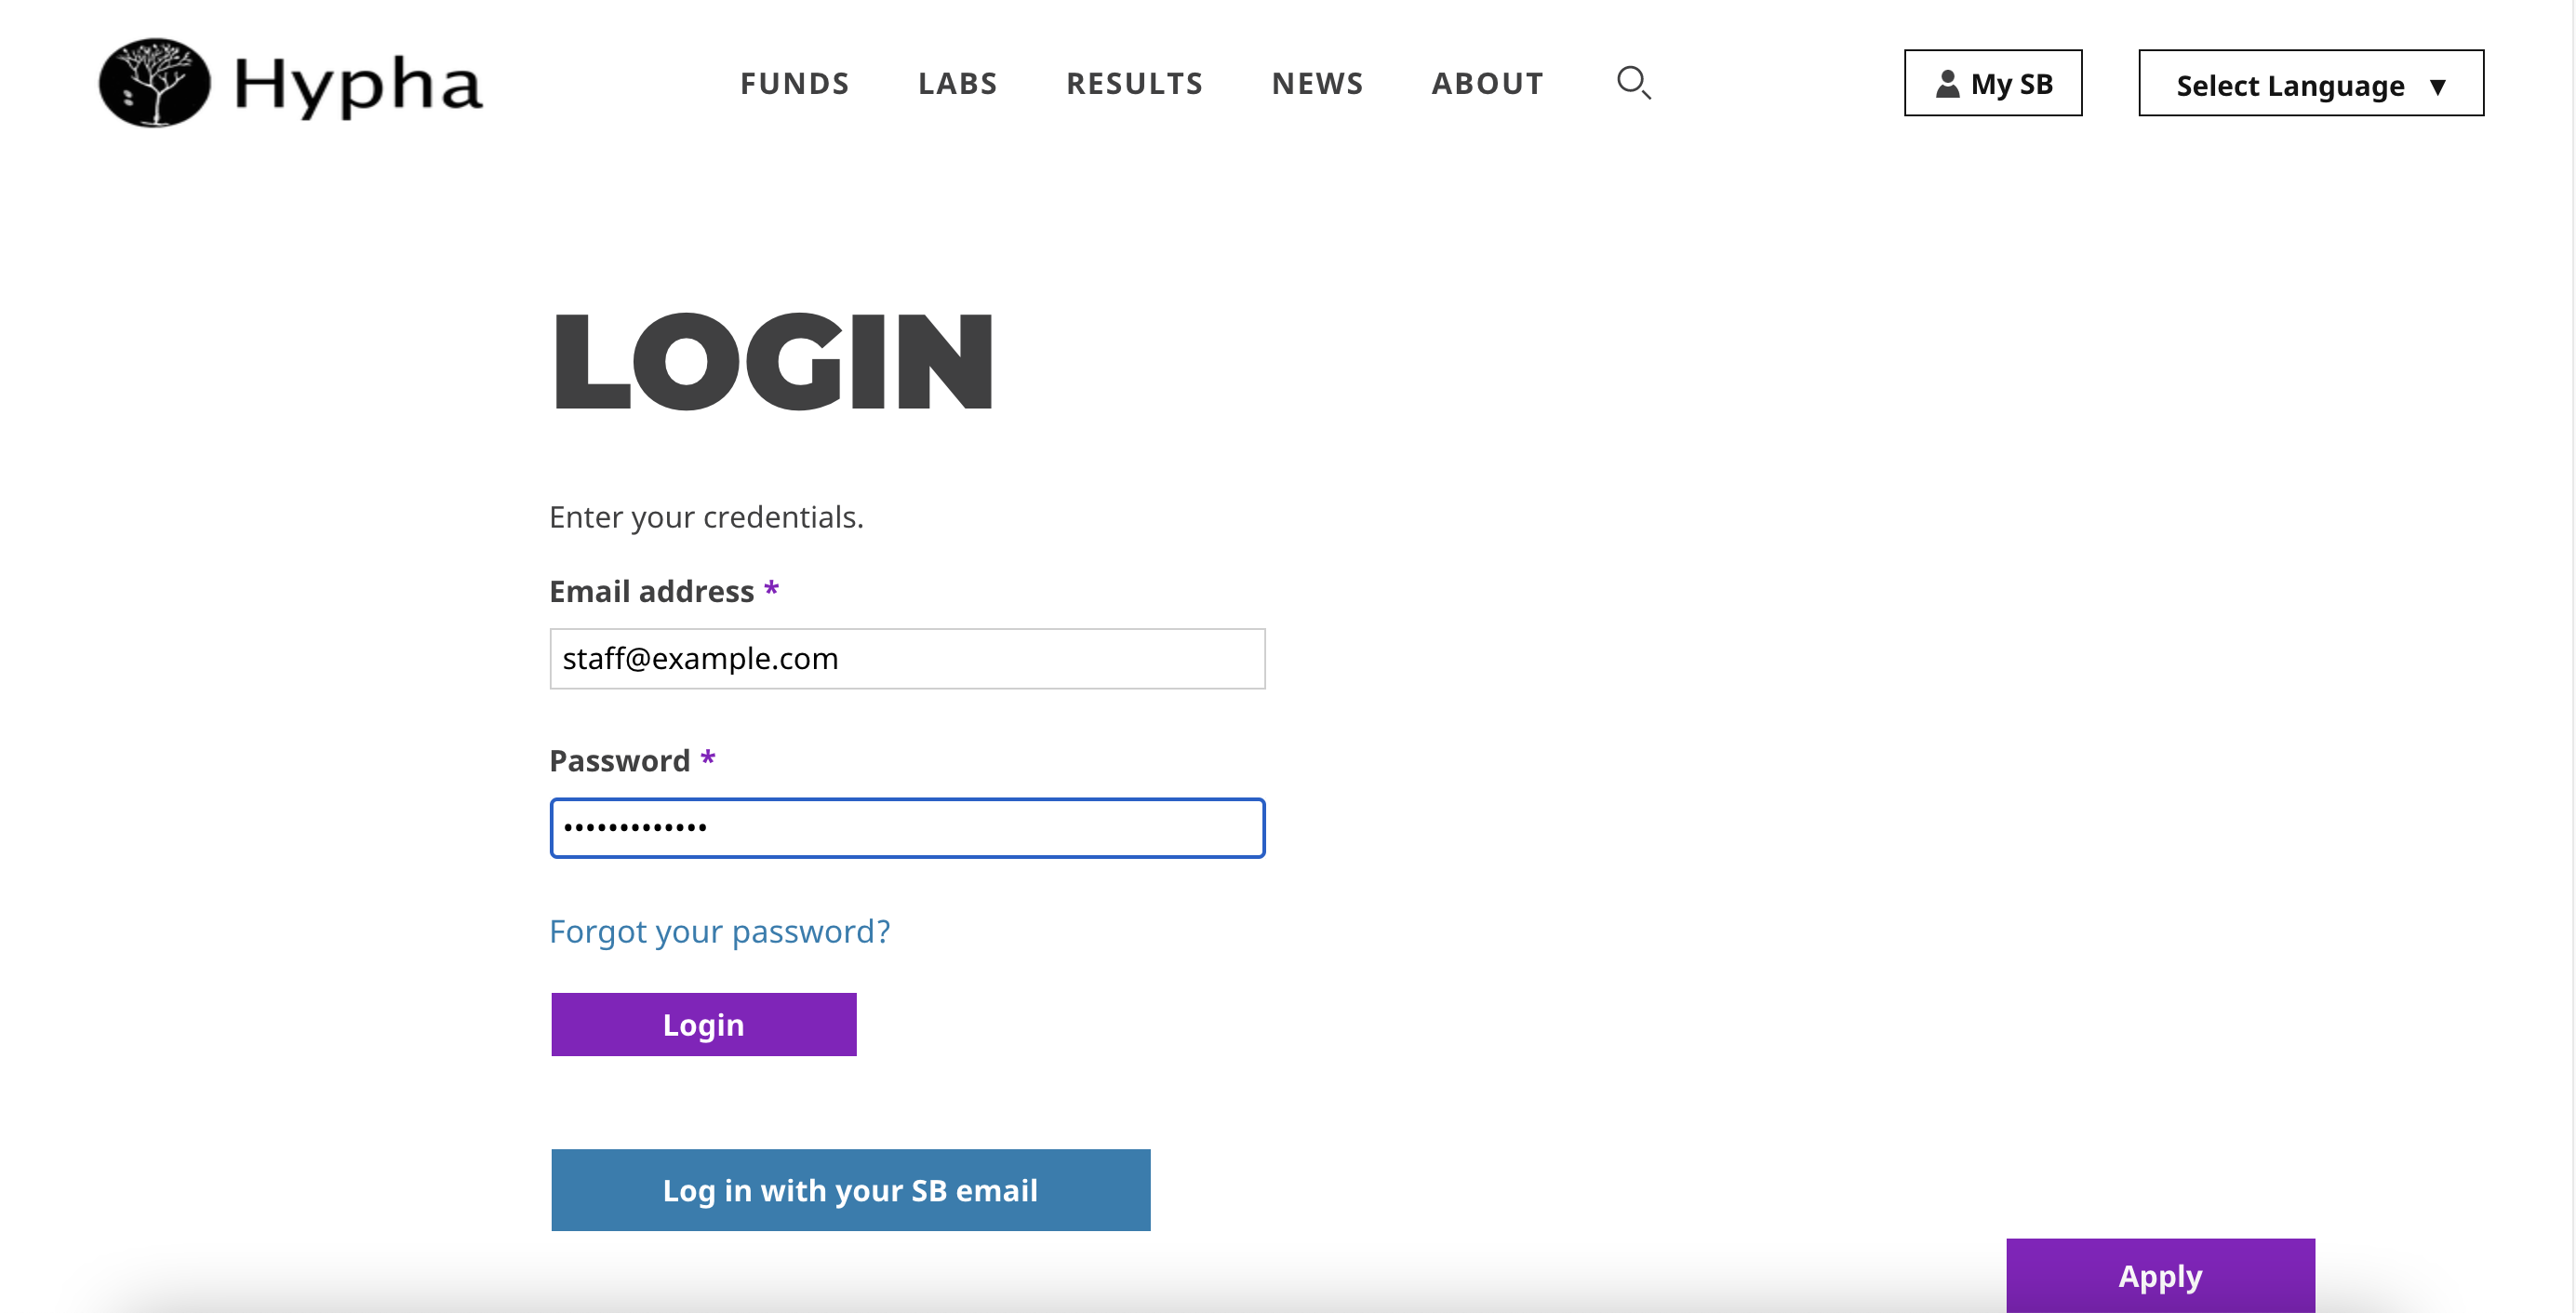 Hypha
FUNDS LABS RESULTS NEWS ABOUT
My SB
Select Language ▼
LOGIN
Enter your credentials.
Email address *
staff@example.com
Password *
•••••••••••••
Forgot your password?
Login
Log in with your SB email
Apply